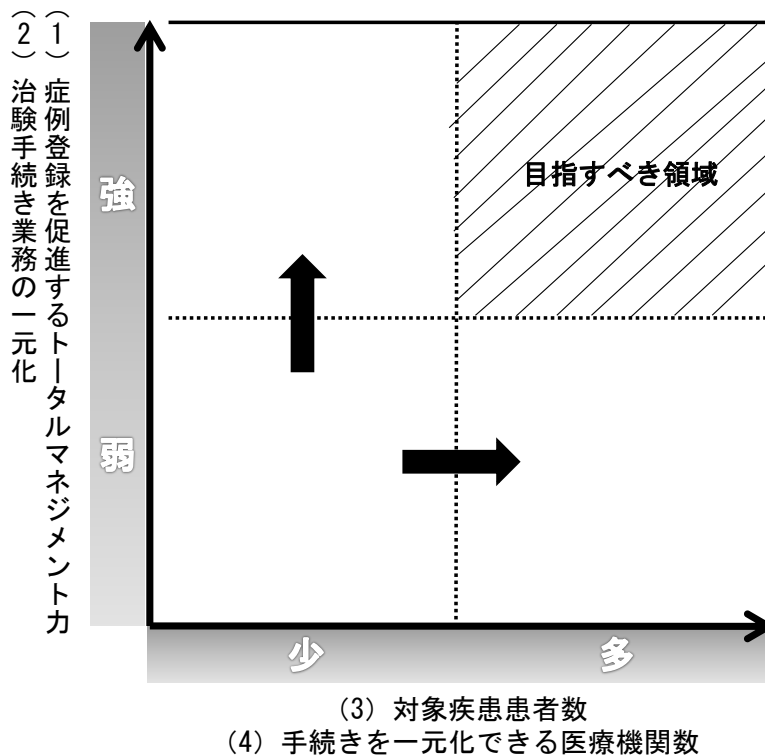 （1）症例登録を促進するトータルマネジメント力
（2）治験手続き業務の一元化
強
目指すべき領域
弱
少
多
（3）対象疾患患者数
（4）手続きを一元化できる医療機関数